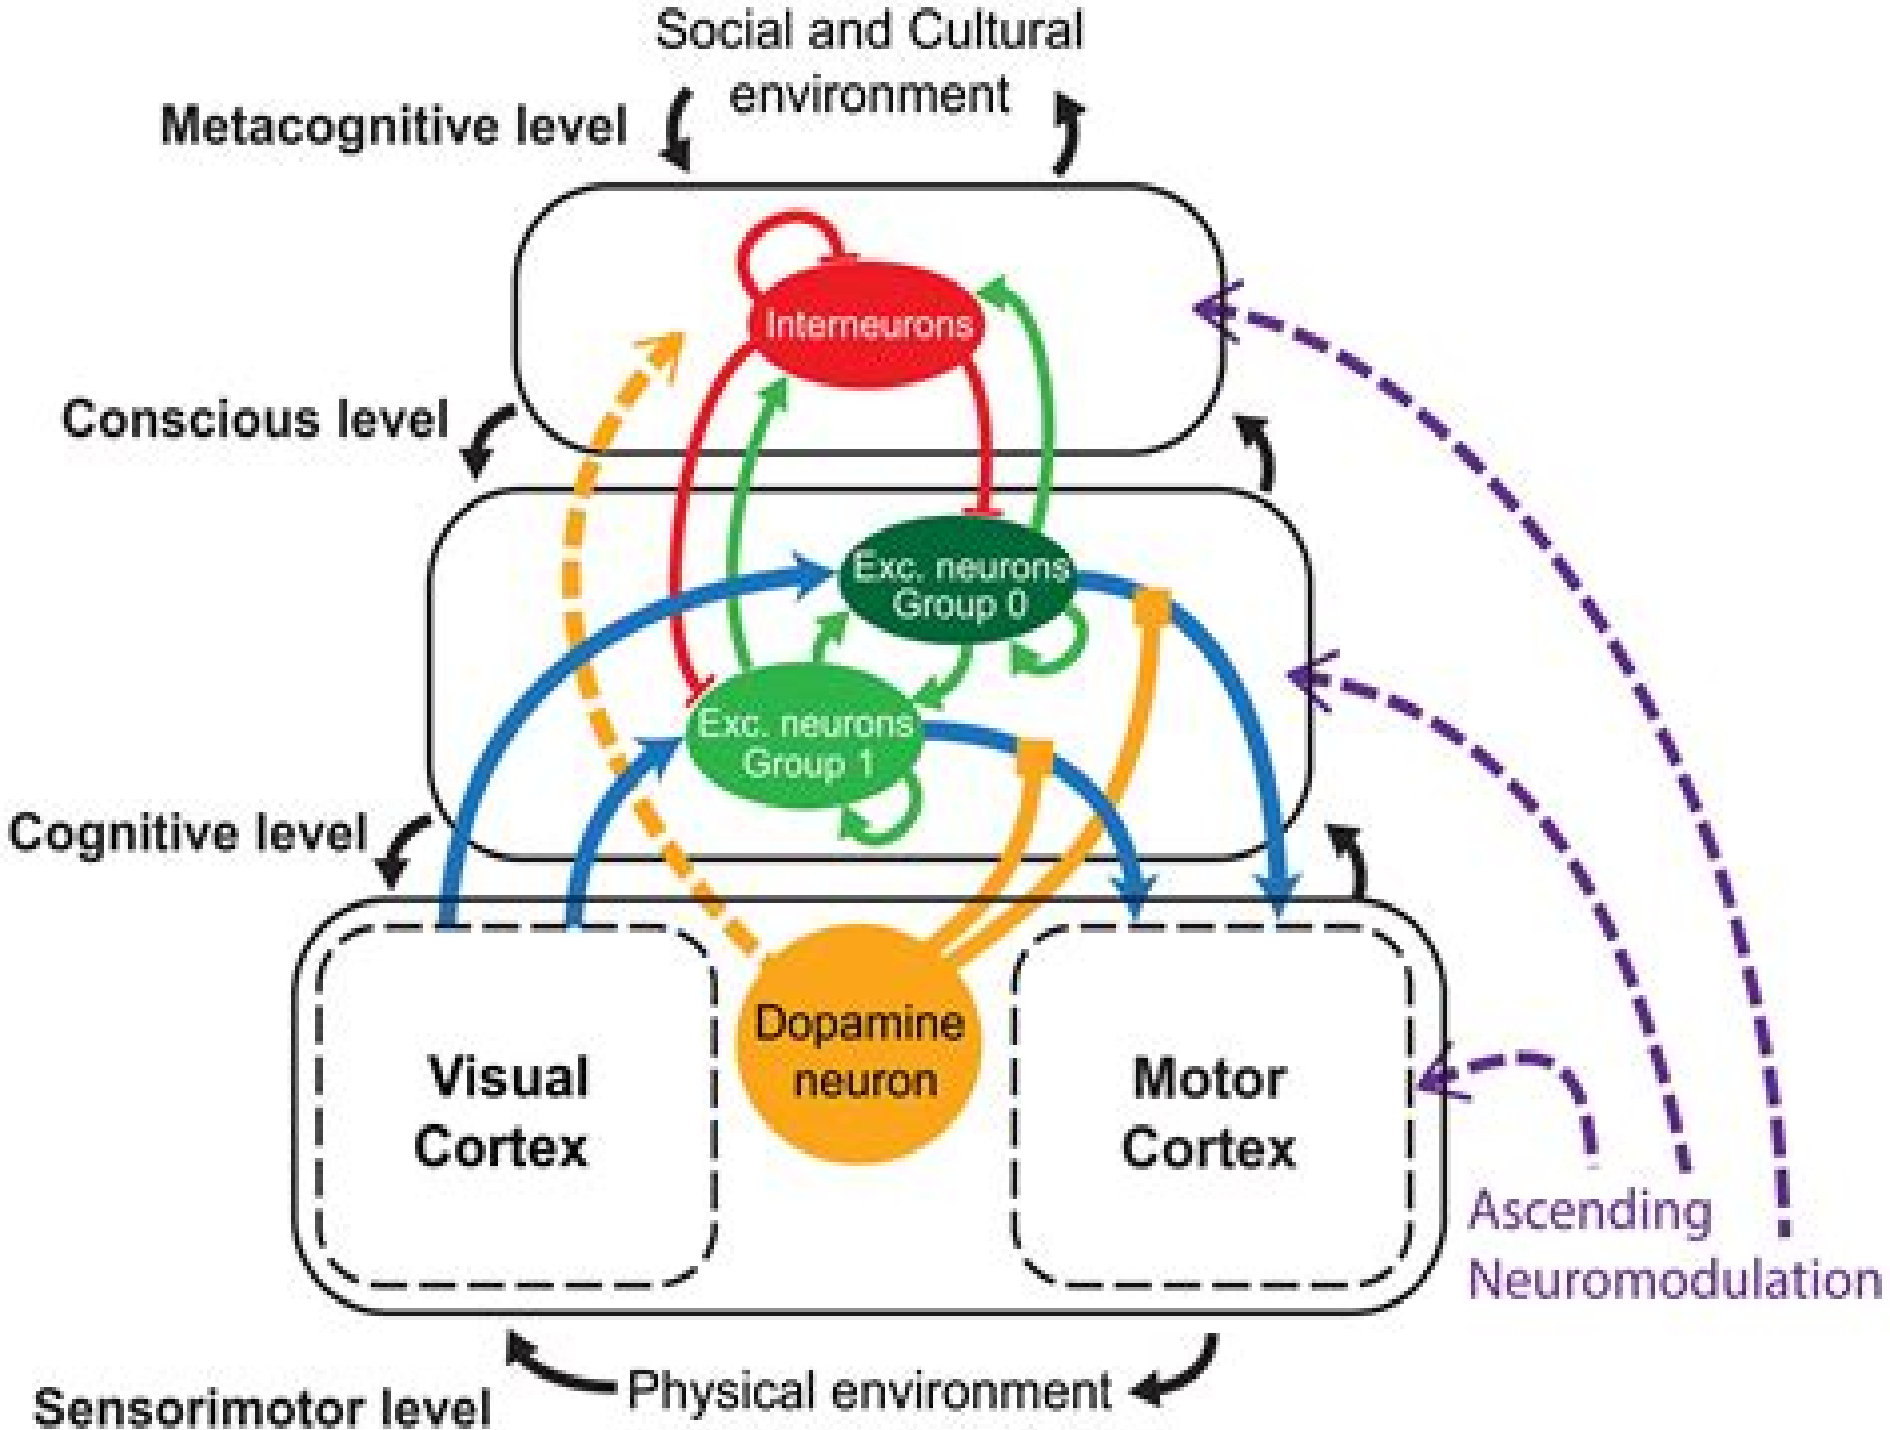 Social and Cultural
environment
Metacognitive level
Interneurons
Conscious level
Exc. neurons
Group 0
Exc. neurons
Group 1
Cognitive level
Visual
Cortex
Dopamine
neuron
Motor
Cortex
Ascending
Neuromodulation
Physical environment
Sensorimotor level